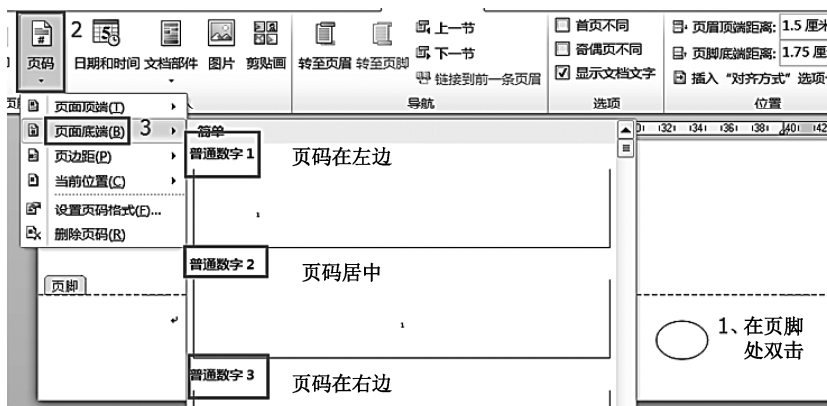 2
页码
日期和时间
文档部件
图片
剪贴画
转至页眉
转至页脚
上一节
下一节
链接到前一条页眉
导航
首页不同
奇偶页不同
显示文档文字
选项
页眉顶端距离: 1.5 厘米
页脚底端距离: 1.75 厘
插入“对齐方式”选项
位置
页面顶端(T)
页面底端(B) 3
页边距(P)
当前位置(C)
设置页码格式(F)...
删除页码(R)
简单
普通数字 1
页码在左边
1
普通数字 2
页码居中
1
普通数字 3
页码在右边
页脚
1、在页脚
处双击